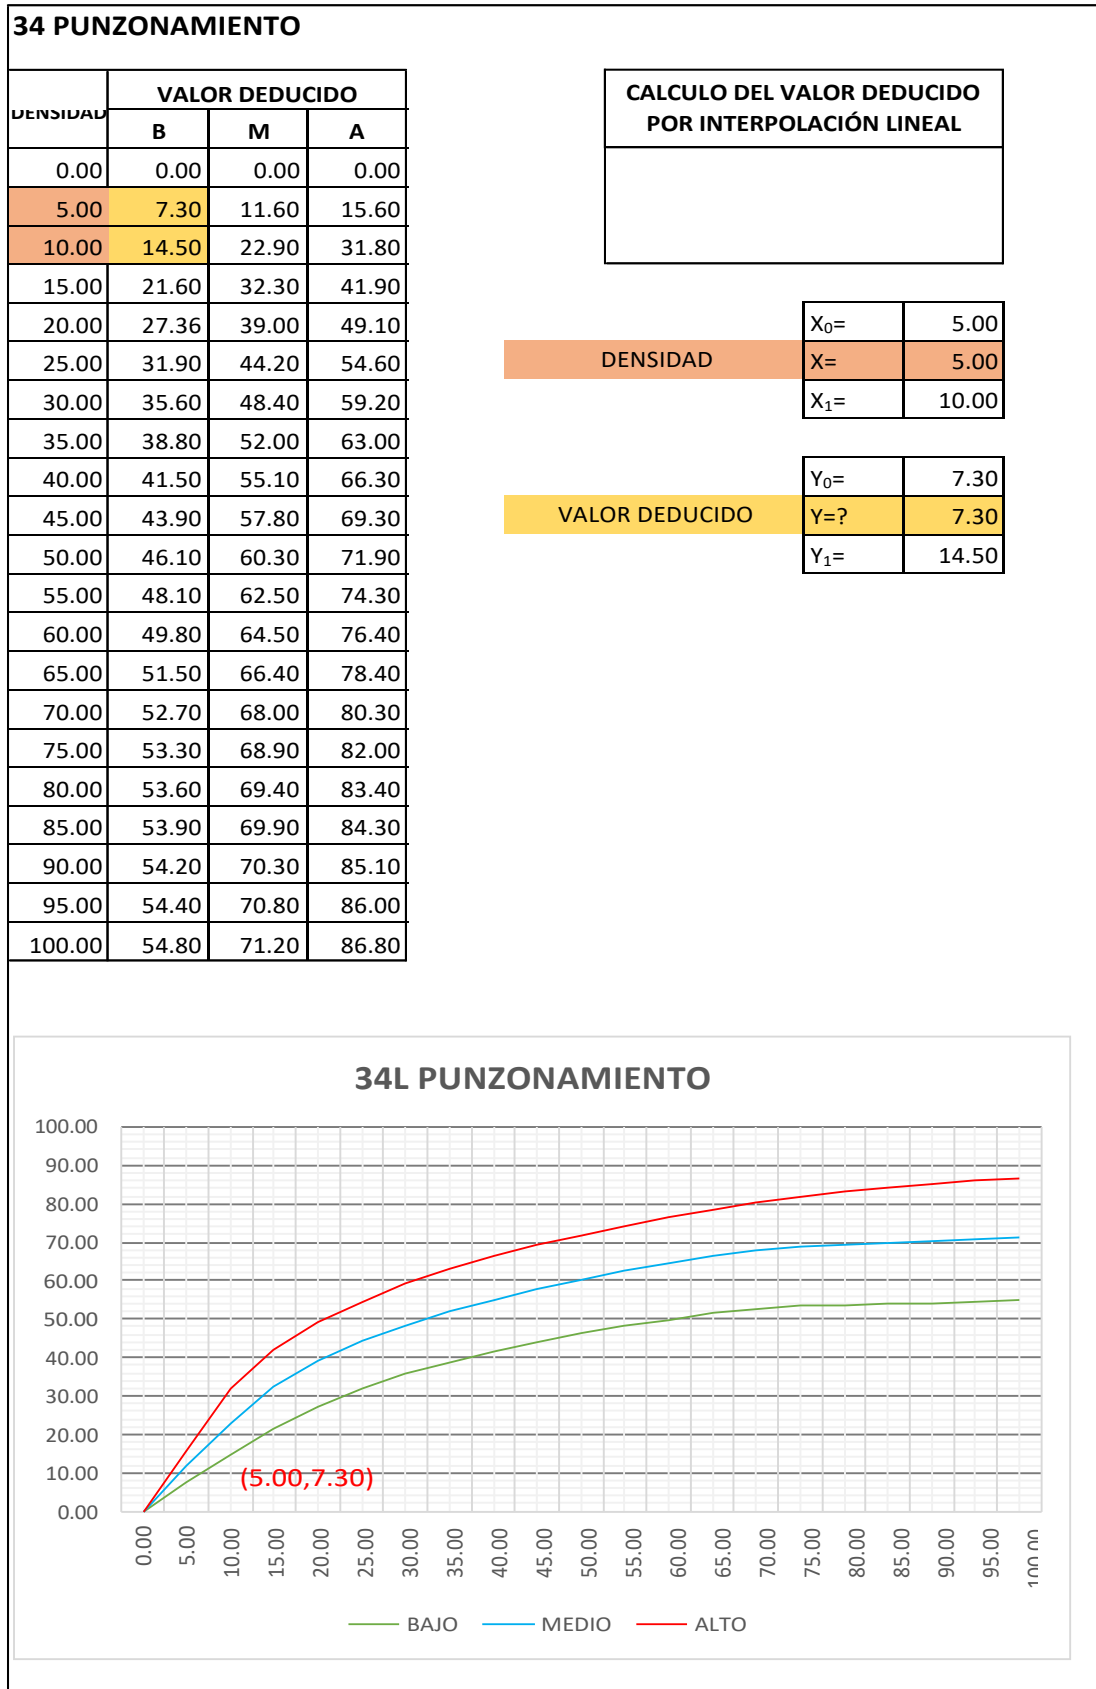 34 PUNZONAMIENTO
DENSIDAD VALOR DEDUCIDO
B M A
0.00 0.00 0.00 0.00
5.00 7.30 11.60 15.60
10.00 14.50 22.90 31.80
15.00 21.60 32.30 41.90
20.00 27.36 39.00 49.10
25.00 31.90 44.20 54.60
30.00 35.60 48.40 59.20
35.00 38.80 52.00 63.00
40.00 41.50 55.10 66.30
45.00 43.90 57.80 69.30
50.00 46.10 60.30 71.90
55.00 48.10 62.50 74.30
60.00 49.80 64.50 76.40
65.00 51.50 66.40 78.40
70.00 52.70 68.00 80.30
75.00 53.30 68.90 82.00
80.00 53.60 69.40 83.40
85.00 53.90 69.90 84.30
90.00 54.20 70.30 85.10
95.00 54.40 70.80 86.00
100.00 54.80 71.20 86.80
CALCULO DEL VALOR DEDUCIDO
POR INTERPOLACIÓN LINEAL
X₀= 5.00
DENSIDAD X= 5.00
X₁= 10.00
Y₀= 7.30
VALOR DEDUCIDO Y=? 7.30
Y₁= 14.50
34L PUNZONAMIENTO
100.00
90.00
80.00
70.00
60.00
50.00
40.00
30.00
20.00
10.00
0.00
(5.00,7.30)
0.00 5.00 10.00 15.00 20.00 25.00 30.00 35.00 40.00 45.00 50.00 55.00 60.00 65.00 70.00 75.00 80.00 85.00 90.00 95.00 100.00
BAJO MEDIO ALTO